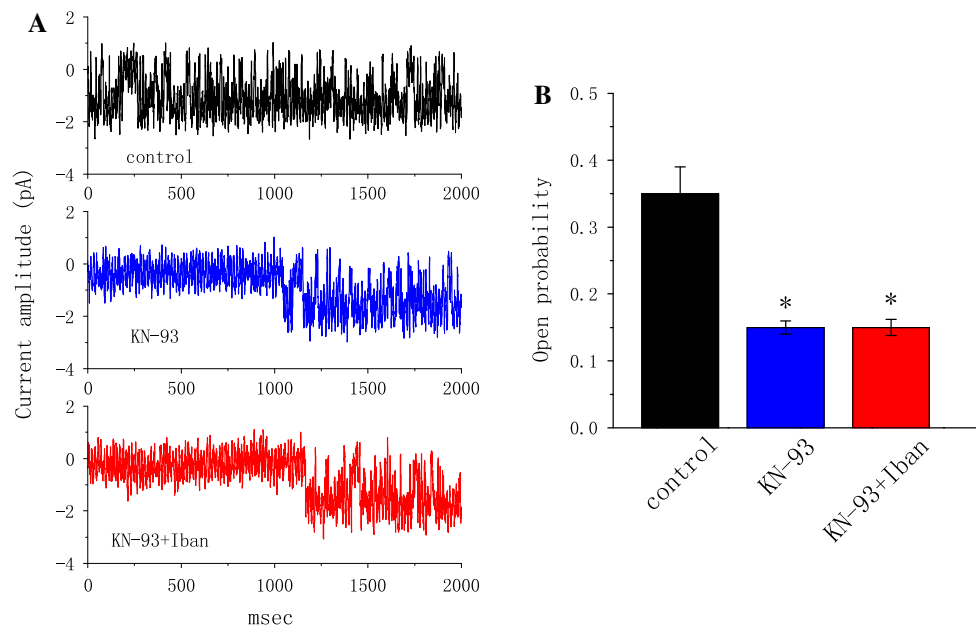 A
2
0
-2
-4
control
0 500 1000 1500 2000
2
0
-2
-4
KN-93
0 500 1000 1500 2000
2
0
-2
-4
KN-93+Iban
0 500 1000 1500 2000
Current amplitude (pA)
msec
B
0.5
0.4
0.3
0.2
0.1
0.0
Open probability
* *
control
KN-93
KN-93+Iban